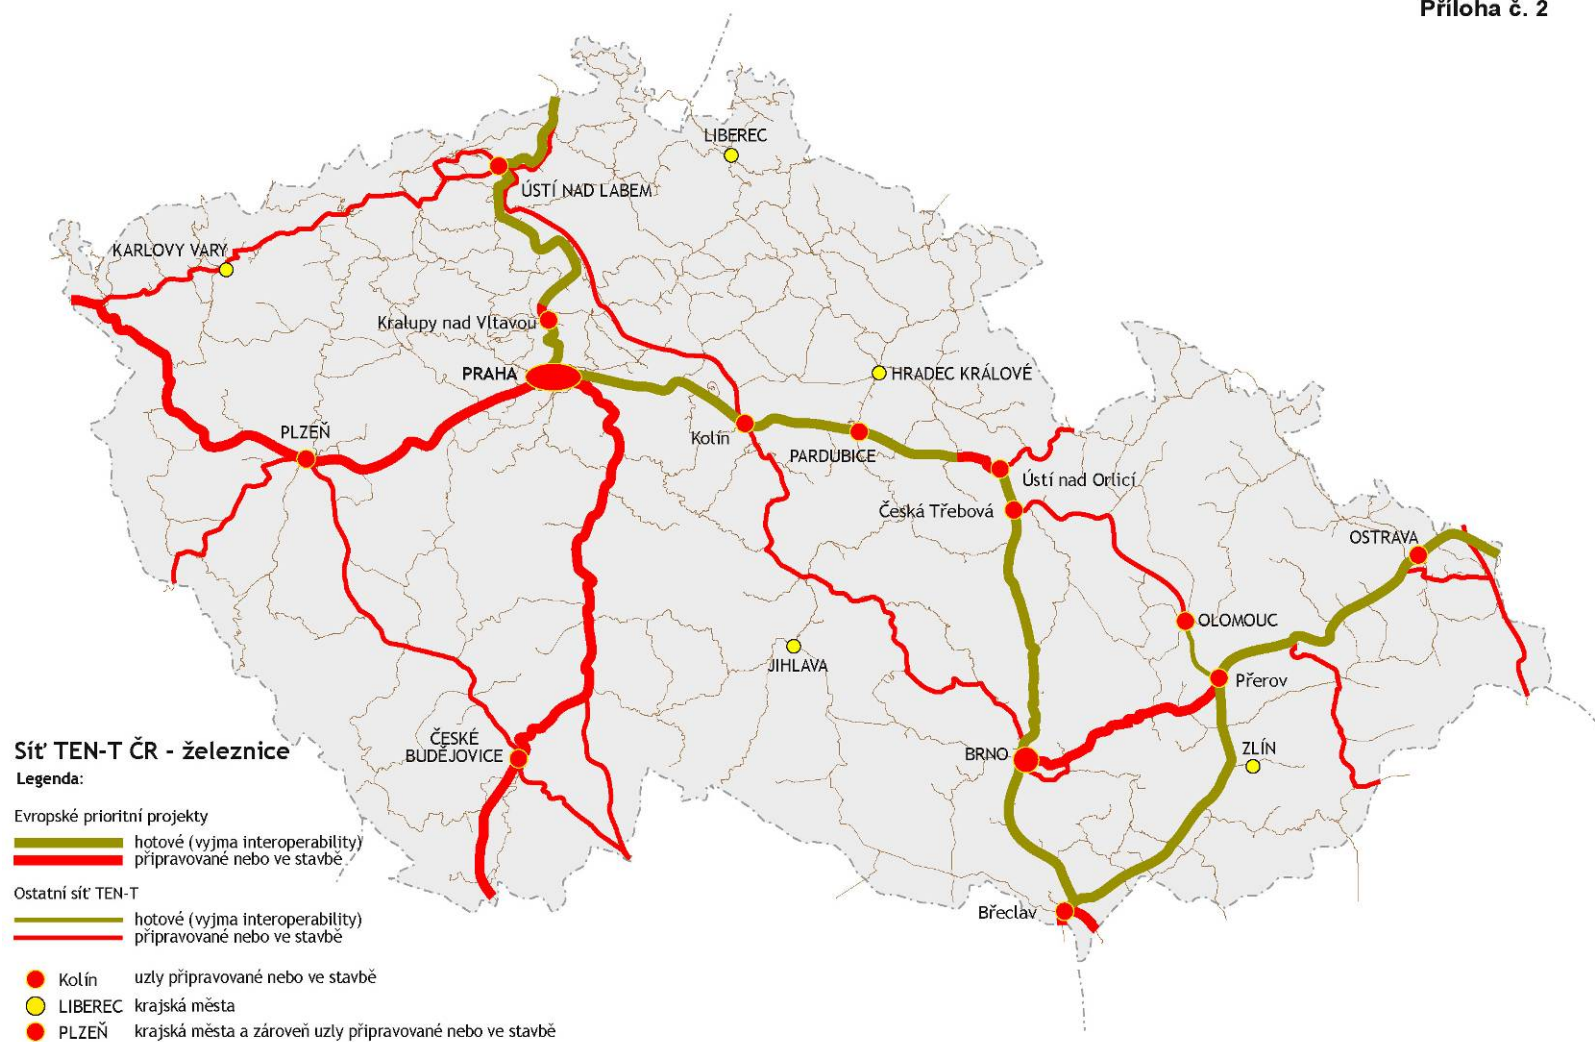 Příloha č. 2
LIBEREC
ÚSTÍ NAD LABEM
KARLOVY VARY
Kralupy nad Vltavou
PRAHA
HRADEC KRÁLOVÉ
PLZEŇ
Kolín
PARDUBICE
Ústí nad Orlicí
Česká Třebová
OSTRAVA
OLOMOUC
JIHLAVA
Přerov
ČESKÉ
BUDĚJOVICE
BRNO
ZLÍN
Břeclav
Síť TEN-T ČR - železnice
Legenda:
Evropské prioritní projekty
hotové (vyjma interoperability)
připravované nebo ve stavbě
Ostatní síť TEN-T
hotové (vyjma interoperability)
připravované nebo ve stavbě
Kolín uzly připravované nebo ve stavbě
LIBEREC krajská města
PLZEŇ krajská města a zároveň uzly připravované nebo ve stavbě